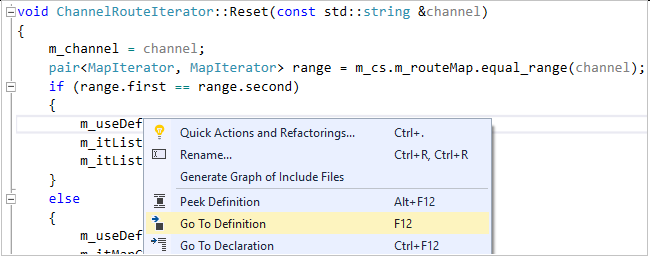 void ChannelRouteIterator::Reset(const std::string &channel)
{
m_channel = channel;
pair<MapIterator, MapIterator> range = m_cs.m_routeMap.equal_range(channel);
if (range.first == range.second)
{
m_useDef
m_itList
m_itList
}
else
{
m_useDef
Quick Actions and Refactorings... Ctrl+.
Rename... Ctrl+R, Ctrl+R
Generate Graph of Include Files
Peek Definition Alt+F12
Go To Definition F12
Go To Declaration Ctrl+F12